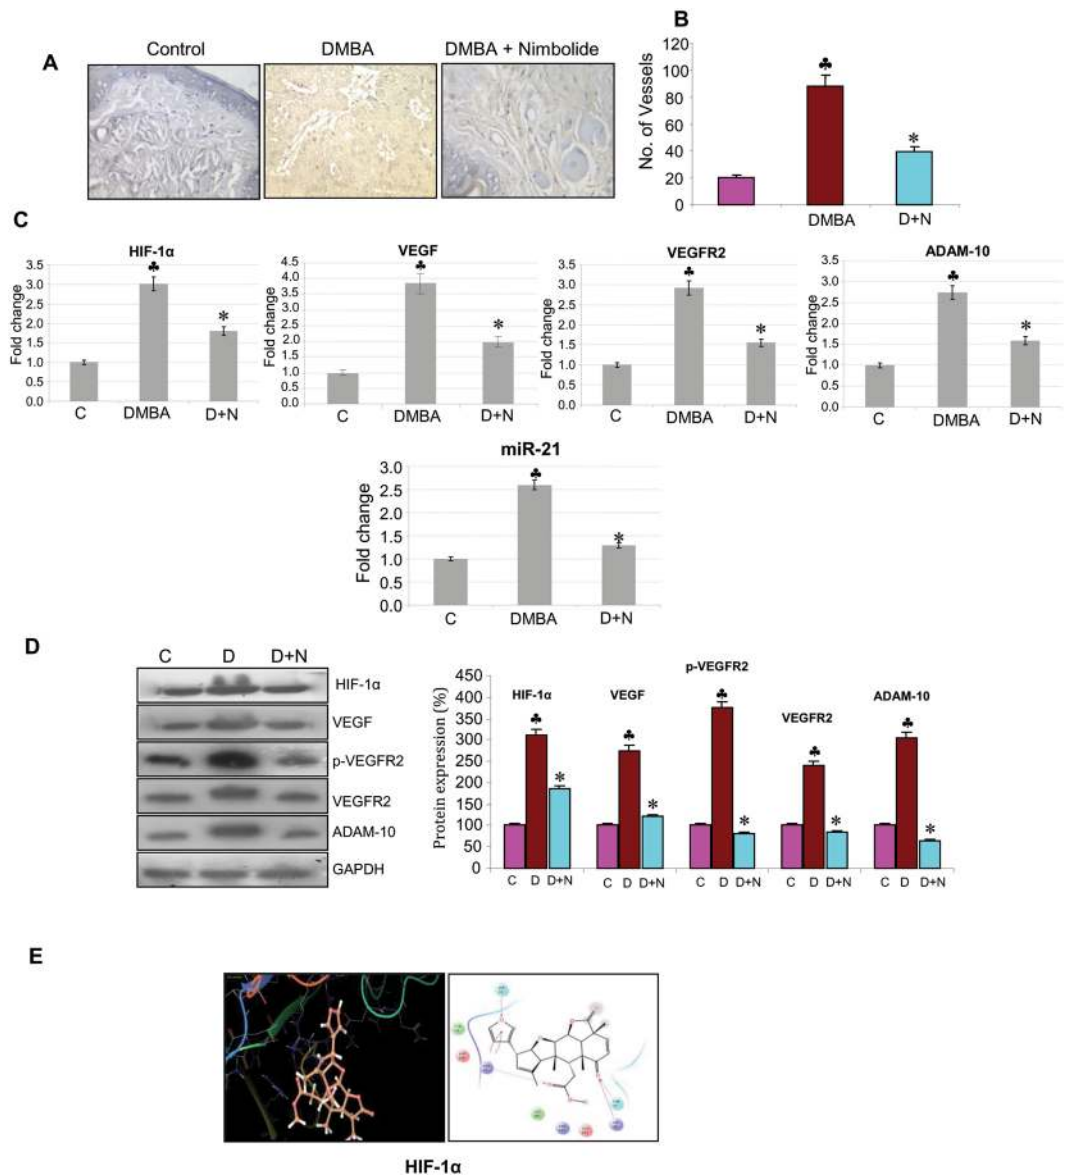 A
Control
DMBA
DMBA + Nimbolide
B
No. of Vessels
120
100
80
60
40
20
0
♣
*
DMBA
D+N
C
HIF-1α
Fold change
3.5
3.0
2.5
2.0
1.5
1.0
0.5
0.0
♣
*
C DMBA D+N
VEGF
Fold change
4.5
4.0
3.5
3.0
2.5
2.0
1.5
1.0
0.5
0.0
♣
*
C DMBA D+N
VEGFR2
Fold change
3.5
3.0
2.5
2.0
1.5
1.0
0.5
0.0
♣
*
C DMBA D+N
ADAM-10
Fold change
3.5
3.0
2.5
2.0
1.5
1.0
0.5
0.0
♣
*
C DMBA D+N
miR-21
Fold change
3.0
2.5
2.0
1.5
1.0
0.5
0.0
♣
*
C DMBA D+N
D
C D D+N
HIF-1α
VEGF
p-VEGFR2
VEGFR2
ADAM-10
GAPDH
Protein expression (%)
450
400
350
300
250
200
150
100
50
0
HIF-1α
♣
*
VEGF
♣
*
p-VEGFR2
♣
*
VEGFR2
♣
*
ADAM-10
♣
*
C D D+N C D D+N C D D+N C D D+N C D D+N
E
HIF-1α